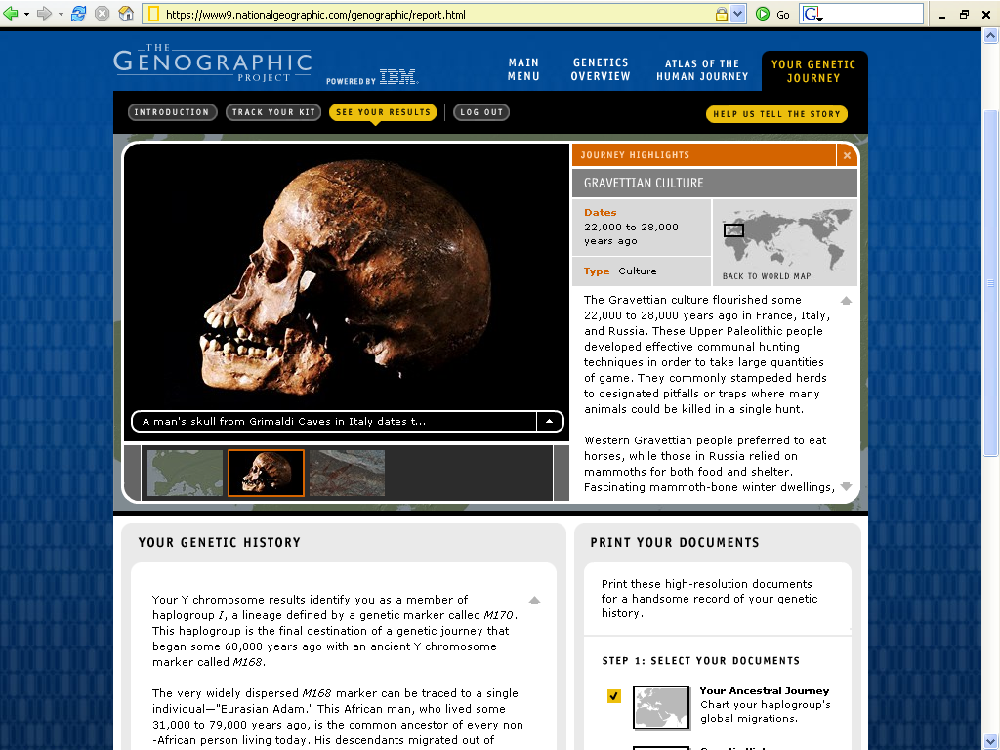 https://www9.nationalgeographic.com/genographic/report.html
Go
G
THE
GENOGRAPHIC
PROJECT
POWERED BY IBM
MAIN
MENU
GENETICS
OVERVIEW
ATLAS OF THE
HUMAN JOURNEY
YOUR GENETIC
JOURNEY
INTRODUCTION
TRACK YOUR KIT
SEE YOUR RESULTS
LOG OUT
HELP US TELL THE STORY
A man's skull from Grimaldi Caves in Italy dates t...
JOURNEY HIGHLIGHTS
GRAVETTIAN CULTURE
Dates
22,000 to 28,000
years ago
Type Culture
BACK TO WORLD MAP
The Gravettian culture flourished some
22,000 to 28,000 years ago in France, Italy,
and Russia. These Upper Paleolithic people
developed effective communal hunting
techniques in order to take large quantities
of game. They commonly stampeded herds
to designated pitfalls or traps where many
animals could be killed in a single hunt.
Western Gravettian people preferred to eat
horses, while those in Russia relied on
mammoths for both food and shelter.
Fascinating mammoth-bone winter dwellings,
YOUR GENETIC HISTORY
Your Y chromosome results identify you as a member of
haplogroup I, a lineage defined by a genetic marker called M170.
This haplogroup is the final destination of a genetic journey that
began some 60,000 years ago with an ancient Y chromosome
marker called M168.
The very widely dispersed M168 marker can be traced to a single
individual—"Eurasian Adam." This African man, who lived some
31,000 to 79,000 years ago, is the common ancestor of every non
-African person living today. His descendants migrated out of
PRINT YOUR DOCUMENTS
Print these high-resolution documents
for a handsome record of your genetic
history.
STEP 1: SELECT YOUR DOCUMENTS
Your Ancestral Journey
Chart your haplogroup's
global migrations.